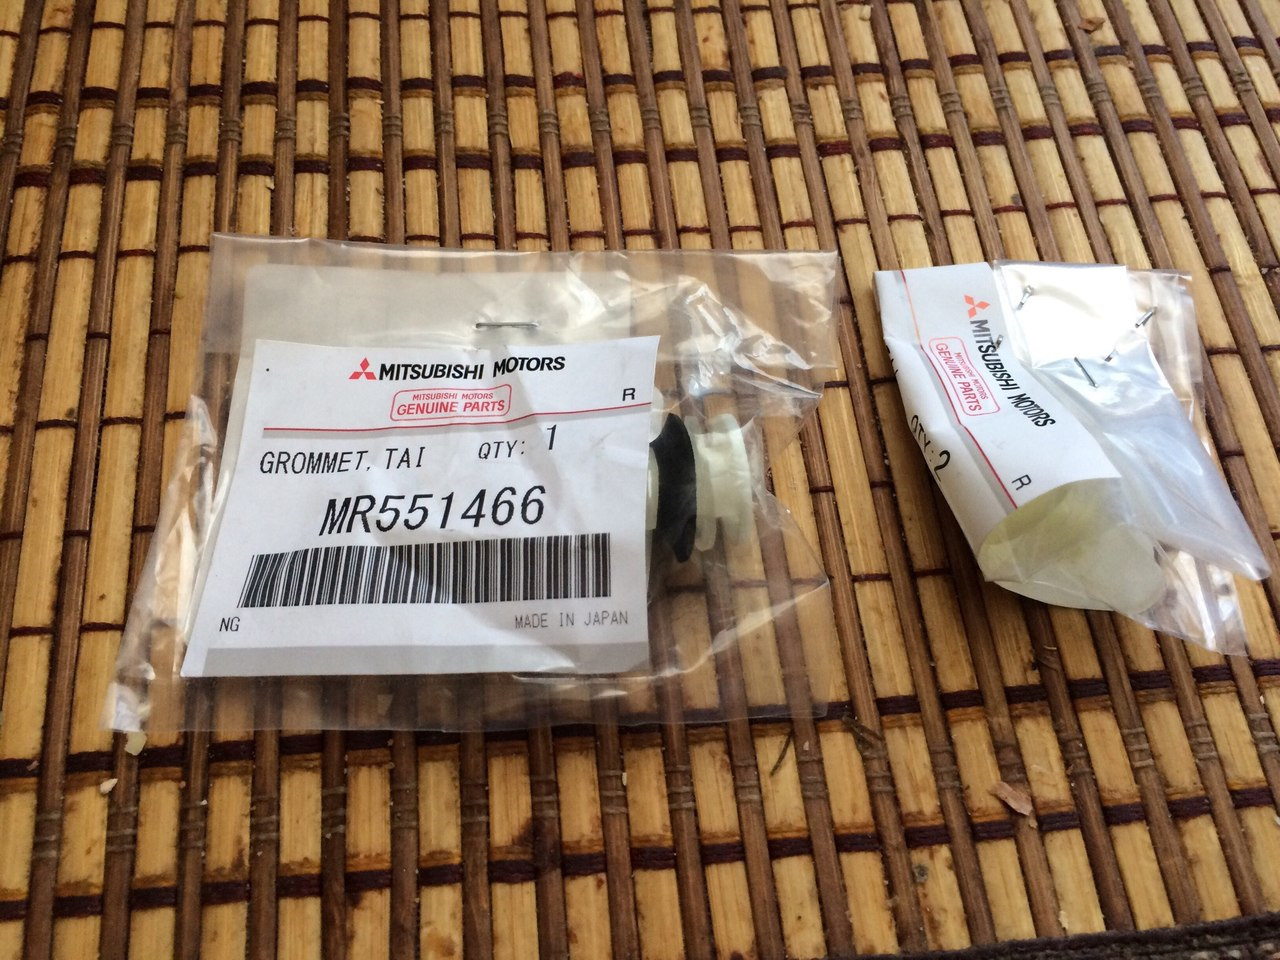 MITSUBISHI MOTORS
MITSUBISHI MOTORS
GENUINE PARTS
R
GROMMET, TAI QTY: 1
MR551466
NG MADE IN JAPAN
MITSUBISHI MOTORS
MITSUBISHI MOTORS
GENUINE PARTS
R
QTY: 2